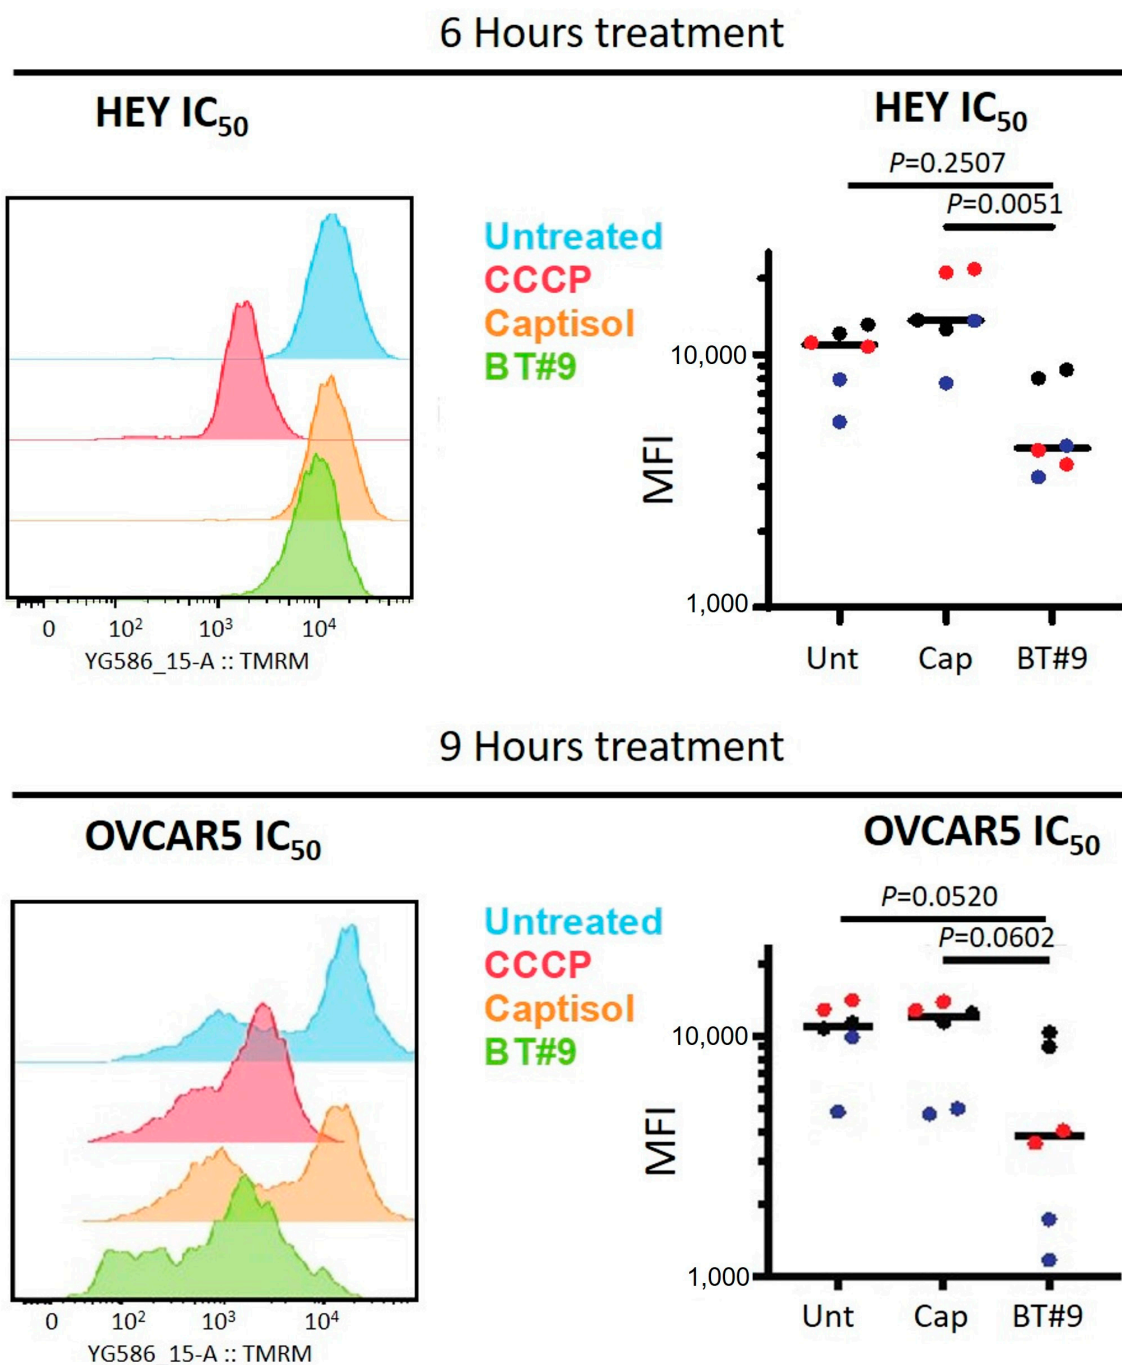 6 Hours treatment
HEY IC50
HEY IC50
P=0.2507
P=0.0051
Untreated
CCCP
Captisol
BT#9
MFI
10,000
1,000
0 10² 10³ 10⁴
YG586_15-A :: TMRM
Unt Cap BT#9
9 Hours treatment
OVCAR5 IC50
OVCAR5 IC50
P=0.0520
P=0.0602
Untreated
CCCP
Captisol
BT#9
MFI
10,000
1,000
0 10² 10³ 10⁴
YG586_15-A :: TMRM
Unt Cap BT#9